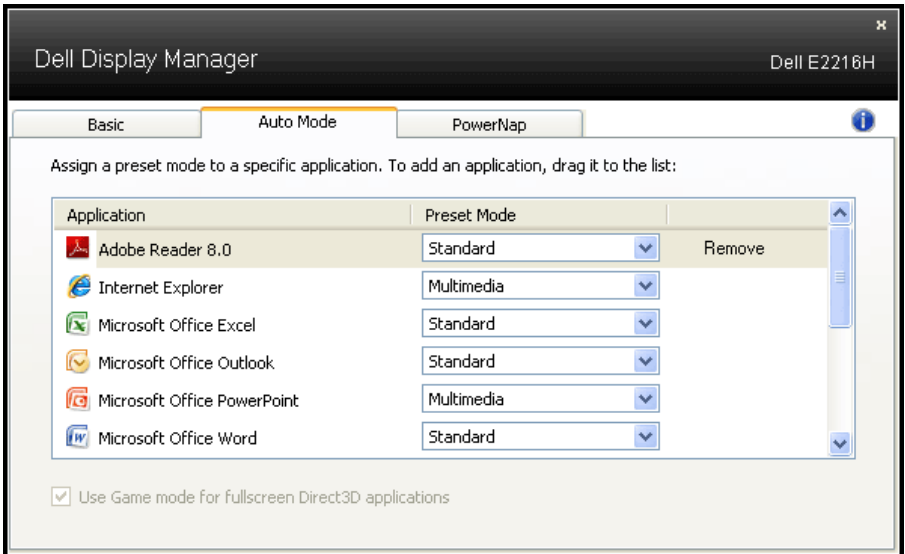 x
Dell Display Manager
Dell E2216H
Basic Auto Mode PowerNap
Assign a preset mode to a specific application. To add an application, drag it to the list:
Application Preset Mode
Adobe Reader 8.0 Standard Remove
Internet Explorer Multimedia
Microsoft Office Excel Standard
Microsoft Office Outlook Standard
Microsoft Office PowerPoint Multimedia
Microsoft Office Word Standard
Use Game mode for fullscreen Direct3D applications